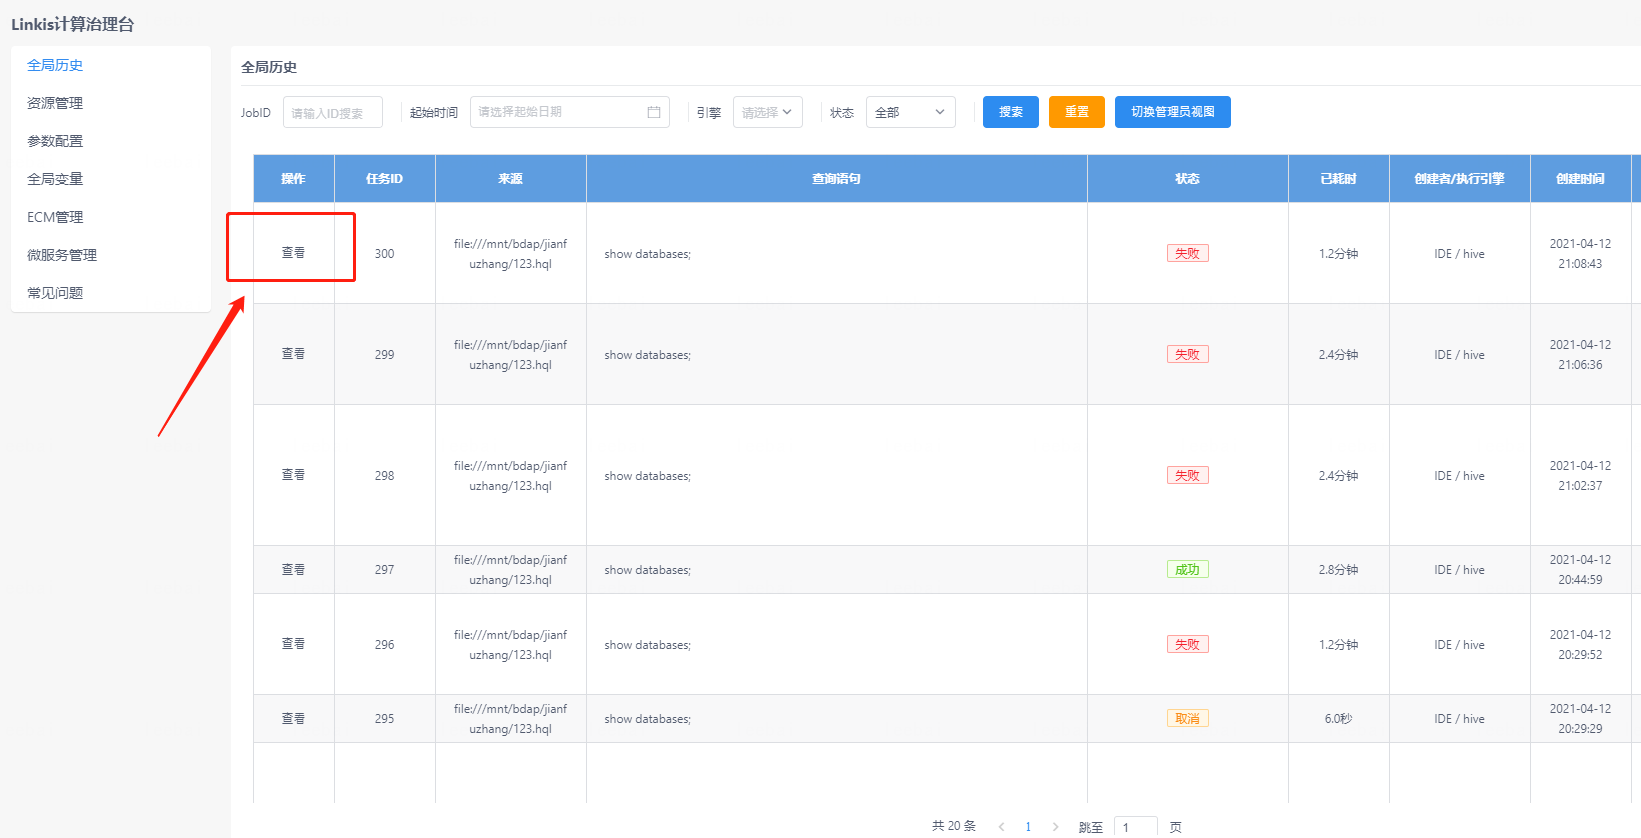 Linkis计算治理台
全局历史
资源管理
参数配置
全局变量
ECM管理
微服务管理
常见问题
全局历史
JobID 请输入ID搜索 起始时间 请选择起始日期 引擎 请选择 状态 全部 搜索 重置 切换管理员视图
操作 任务ID 来源 查询语句 状态 已耗时 创建者/执行引擎 创建时间
查看 300 file:///mnt/bdap/jianf show databases; 失败 1.2分钟 IDE / hive 2021-04-12
uzhang/123.hql 21:08:43
查看 299 file:///mnt/bdap/jianf show databases; 失败 2.4分钟 IDE / hive 2021-04-12
uzhang/123.hql 21:06:36
查看 298 file:///mnt/bdap/jianf show databases; 失败 2.4分钟 IDE / hive 2021-04-12
uzhang/123.hql 21:02:37
查看 297 file:///mnt/bdap/jianf show databases; 成功 2.8分钟 IDE / hive 2021-04-12
uzhang/123.hql 20:44:59
查看 296 file:///mnt/bdap/jianf show databases; 失败 1.2分钟 IDE / hive 2021-04-12
uzhang/123.hql 20:29:52
查看 295 file:///mnt/bdap/jianf show databases; 取消 6.0秒 IDE / hive 2021-04-12
uzhang/123.hql 20:29:29
共 20 条 < 1 > 跳至 1 页